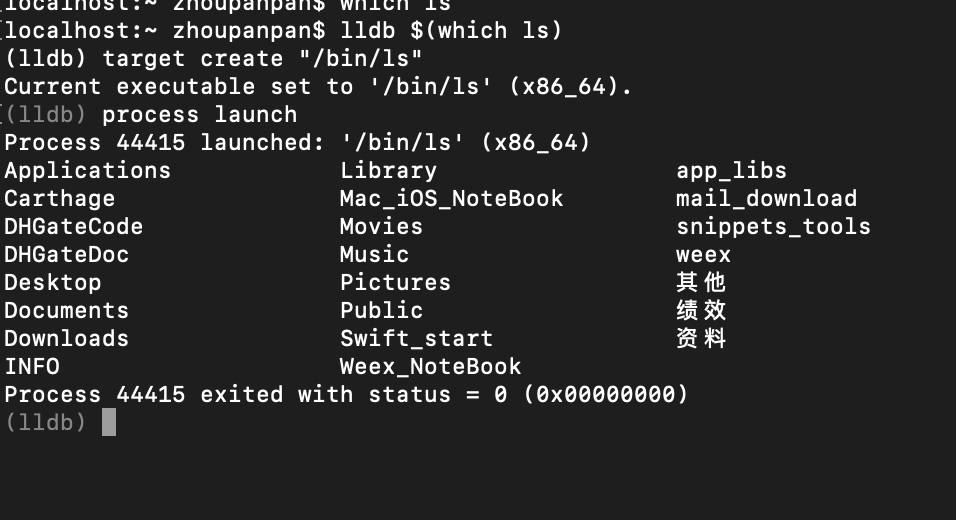 localhost:~ zhoupanpan$ which ls
localhost:~ zhoupanpan$ lldb $(which ls)
(lldb) target create "/bin/ls"
Current executable set to '/bin/ls' (x86_64).
(lldb) process launch
Process 44415 launched: '/bin/ls' (x86_64)
Applications Library app_libs
Carthage Mac_iOS_NoteBook mail_download
DHGateCode Movies snippets_tools
DHGateDoc Music weex
Desktop Pictures 其他
Documents Public 绩效
Downloads Swift_start 资料
INFO Weex_NoteBook
Process 44415 exited with status = 0 (0x00000000)
(lldb)